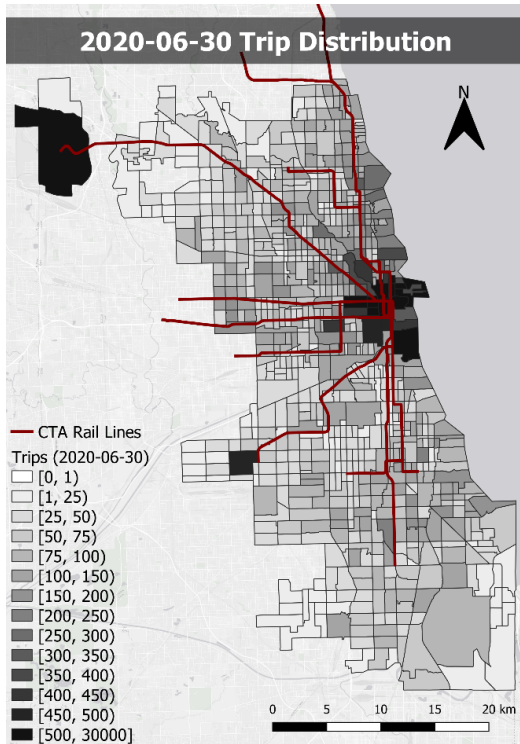 2020-06-30 Trip Distribution
N
CTA Rail Lines
Trips (2020-06-30)
[0, 1)
[1, 25)
[25, 50)
[50, 75)
[75, 100)
[100, 150)
[150, 200)
[200, 250)
[250, 300)
[300, 350)
[350, 400)
[400, 450)
[450, 500)
[500, 30000]
0 5 10 15 20 km